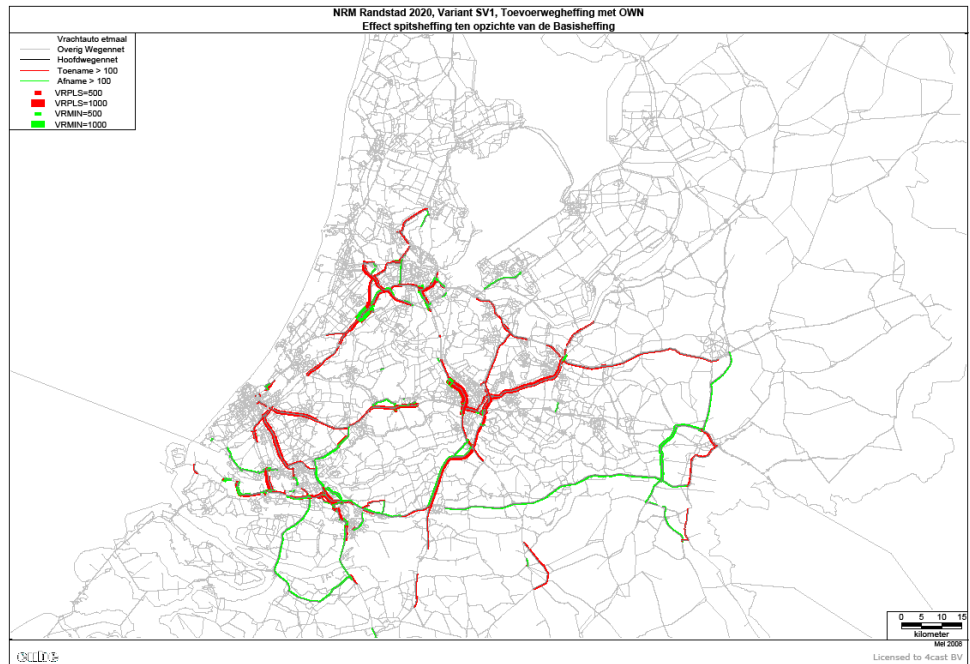 NRM Randstad 2020, Variant SV1, Toevoerwegheffing met OWN
Effect spitsheffing ten opzichte van de Basisheffing
Vrachtauto etmaal
Overig Wegennet
Hoofdwegennet
Toename > 100
Afname > 100
VRPLS=500
VRPLS=1000
VRMIN=500
VRMIN=1000
0 5 10 15
kilometer
Mei 2008
cube
Licensed to 4cast BV